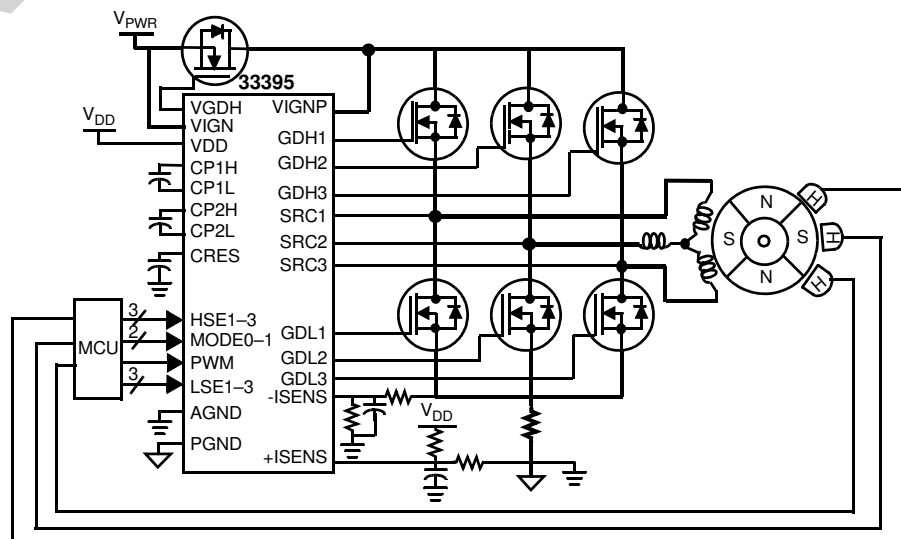 VPWR
33395
VDD
VGDH
VIGN
VDD
CP1H
CP1L
CP2H
CP2L
CRES
HSE1–3
MODE0–1
PWM
LSE1–3
AGND
PGND
VIGNP
GDH1
GDH2
GDH3
SRC1
SRC2
SRC3
GDL1
GDL2
GDL3
-ISENS
+ISENS
MCU
3
2
3
VDD
N
S
S
N
H
H
H